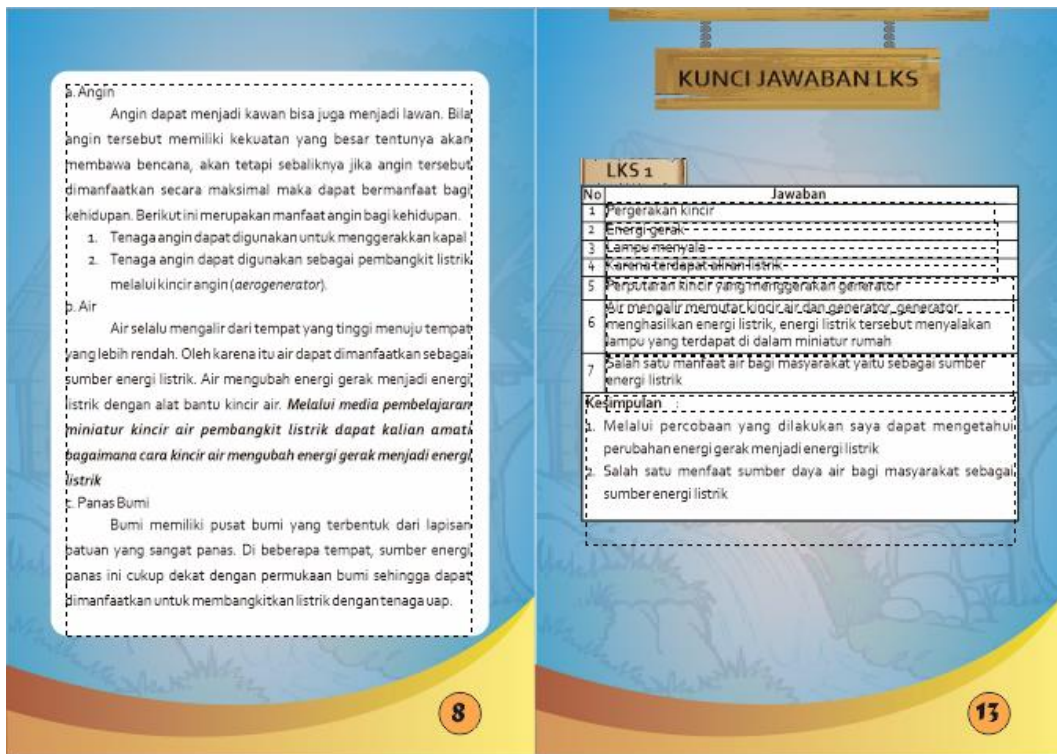 a. Angin
Angin dapat menjadi kawan bisa juga menjadi lawan. Bila
angin tersebut memiliki kekuatan yang besar tentunya akan
membawa bencana, akan tetapi sebaliknya jika angin tersebut
dimanfaatkan secara maksimal maka dapat bermanfaat bagi
kehidupan. Berikut ini merupakan manfaat angin bagi kehidupan.
1. Tenaga angin dapat digunakan untuk menggerakkan kapal
2. Tenaga angin dapat digunakan sebagai pembangkit listrik
melalui kincir angin (aerogenerator).
b. Air
Air selalu mengalir dari tempat yang tinggi menuju tempat
yang lebih rendah. Oleh karena itu air dapat dimanfaatkan sebagai
sumber energi listrik. Air mengubah energi gerak menjadi energi
listrik dengan alat bantu kincir air. Melalui media pembelajaran
miniatur kincir air pembangkit listrik dapat kalian amati
bagaimana cara kincir air mengubah energi gerak menjadi energi
listrik
c. Panas Bumi
Bumi memiliki pusat bumi yang terbentuk dari lapisan
batuan yang sangat panas. Di beberapa tempat, sumber energi
panas ini cukup dekat dengan permukaan bumi sehingga dapat
dimanfaatkan untuk membangkitkan listrik dengan tenaga uap.
8
KUNCI JAWABAN LKS
LKS 1
No Jawaban
1 Pergerakan kincir
2 Energi gerak
3 Lampu menyala
4 Karena terdapat aliran listrik
5 Perputaran kincir yang menggerakan generator
6 Air mengalir memutar kincir air dan generator, generator
menghasilkan energi listrik, energi listrik tersebut menyalakan
lampu yang terdapat di dalam miniatur rumah
7 Salah satu manfaat air bagi masyarakat yaitu sebagai sumber
energi listrik
Kesimpulan :
1. Melalui percobaan yang dilakukan saya dapat mengetahui
perubahan energi gerak menjadi energi listrik
2. Salah satu menfaat sumber daya air bagi masyarakat sebagai
sumber energi listrik
13